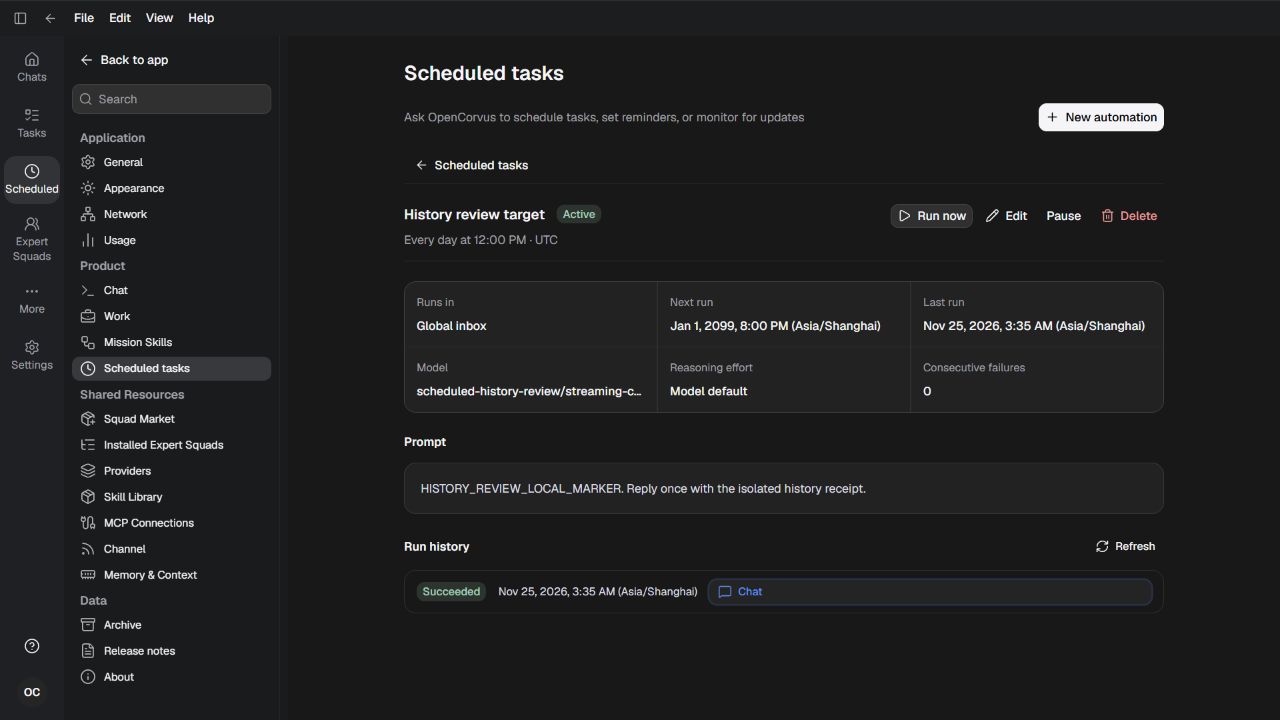 File Edit View Help
Chats
Tasks
Scheduled
Expert
Squads
More
Settings
OC
Back to app
Search
Application
General
Appearance
Network
Usage
Product
Chat
Work
Mission Skills
Scheduled tasks
Shared Resources
Squad Market
Installed Expert Squads
Providers
Skill Library
MCP Connections
Channel
Memory & Context
Data
Archive
Release notes
About
Scheduled tasks
Ask OpenCorvus to schedule tasks, set reminders, or monitor for updates
New automation
Scheduled tasks
History review target Active
Run now Edit Pause Delete
Every day at 12:00 PM · UTC
Runs in
Global inbox
Next run
Jan 1, 2099, 8:00 PM (Asia/Shanghai)
Last run
Nov 25, 2026, 3:35 AM (Asia/Shanghai)
Model
scheduled-history-review/streaming-c...
Reasoning effort
Model default
Consecutive failures
0
Prompt
HISTORY_REVIEW_LOCAL_MARKER. Reply once with the isolated history receipt.
Run history
Refresh
Succeeded Nov 25, 2026, 3:35 AM (Asia/Shanghai) Chat